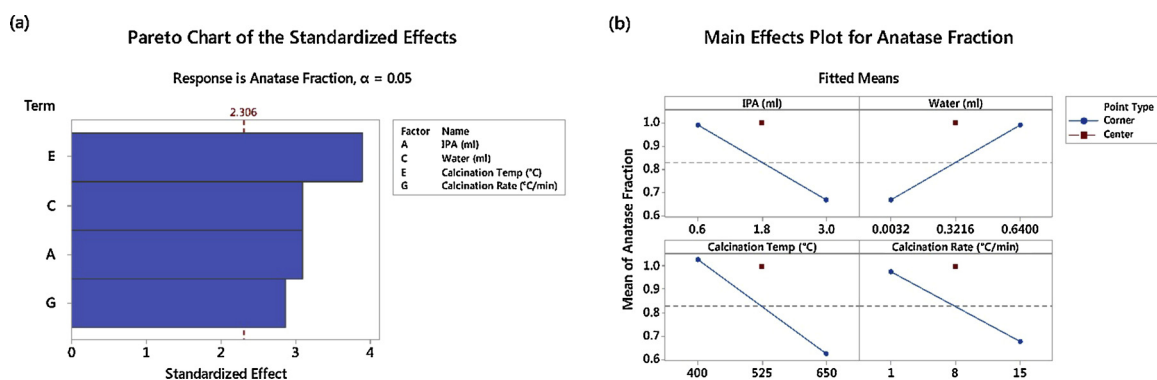 (a)
Pareto Chart of the Standardized Effects
Response is Anatase Fraction, α = 0.05
Term
2.306
E
C
A
G
0 1 2 3 4
Standardized Effect
Factor Name
A IPA (ml)
C Water (ml)
E Calcination Temp (°C)
G Calcination Rate (°C/min)
(b)
Main Effects Plot for Anatase Fraction
Fitted Means
IPA (ml) Water (ml)
1.0
0.9
0.8
0.7
0.6
0.6 1.8 3.0 0.0032 0.3216 0.6400
Calcination Temp (°C) Calcination Rate (°C/min)
1.0
0.9
0.8
0.7
0.6
400 525 650 1 8 15
Mean of Anatase Fraction
Point Type
Corner
Center